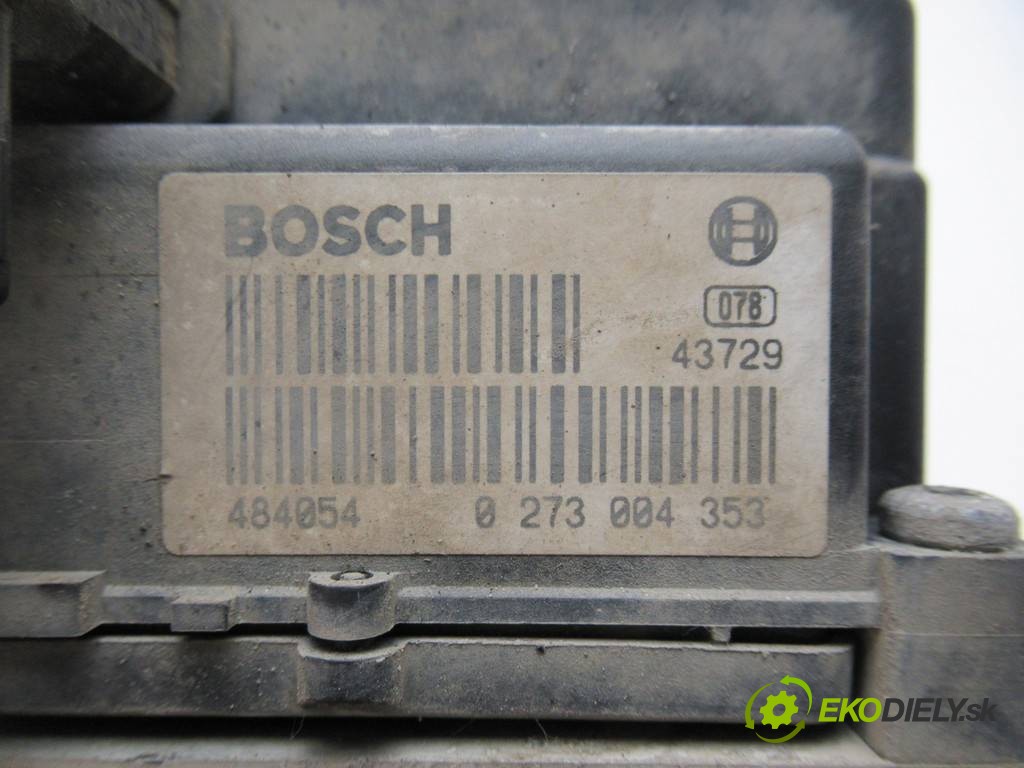 BOSCH
078
43729
484054 0 273 004 353
EKODIELY.sk